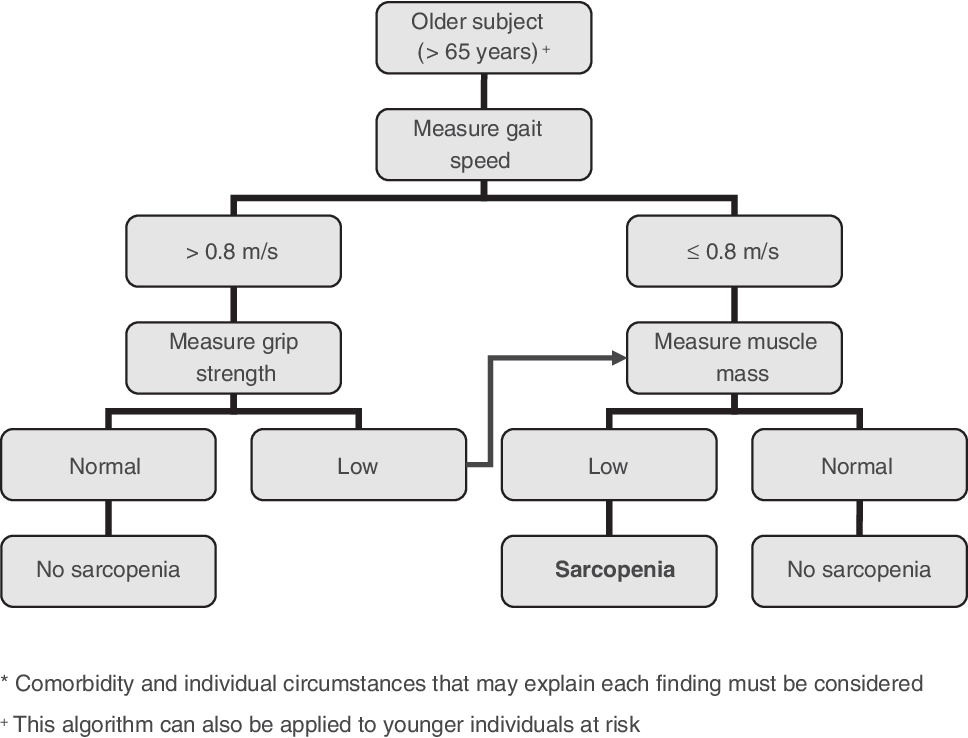 Older subject
(> 65 years) +
Measure gait
speed
> 0.8 m/s
≤ 0.8 m/s
Measure grip
strength
Measure muscle
mass
Normal
Low
Low
Normal
No sarcopenia
Sarcopenia
No sarcopenia
* Comorbidity and individual circumstances that may explain each finding must be considered
+ This algorithm can also be applied to younger individuals at risk